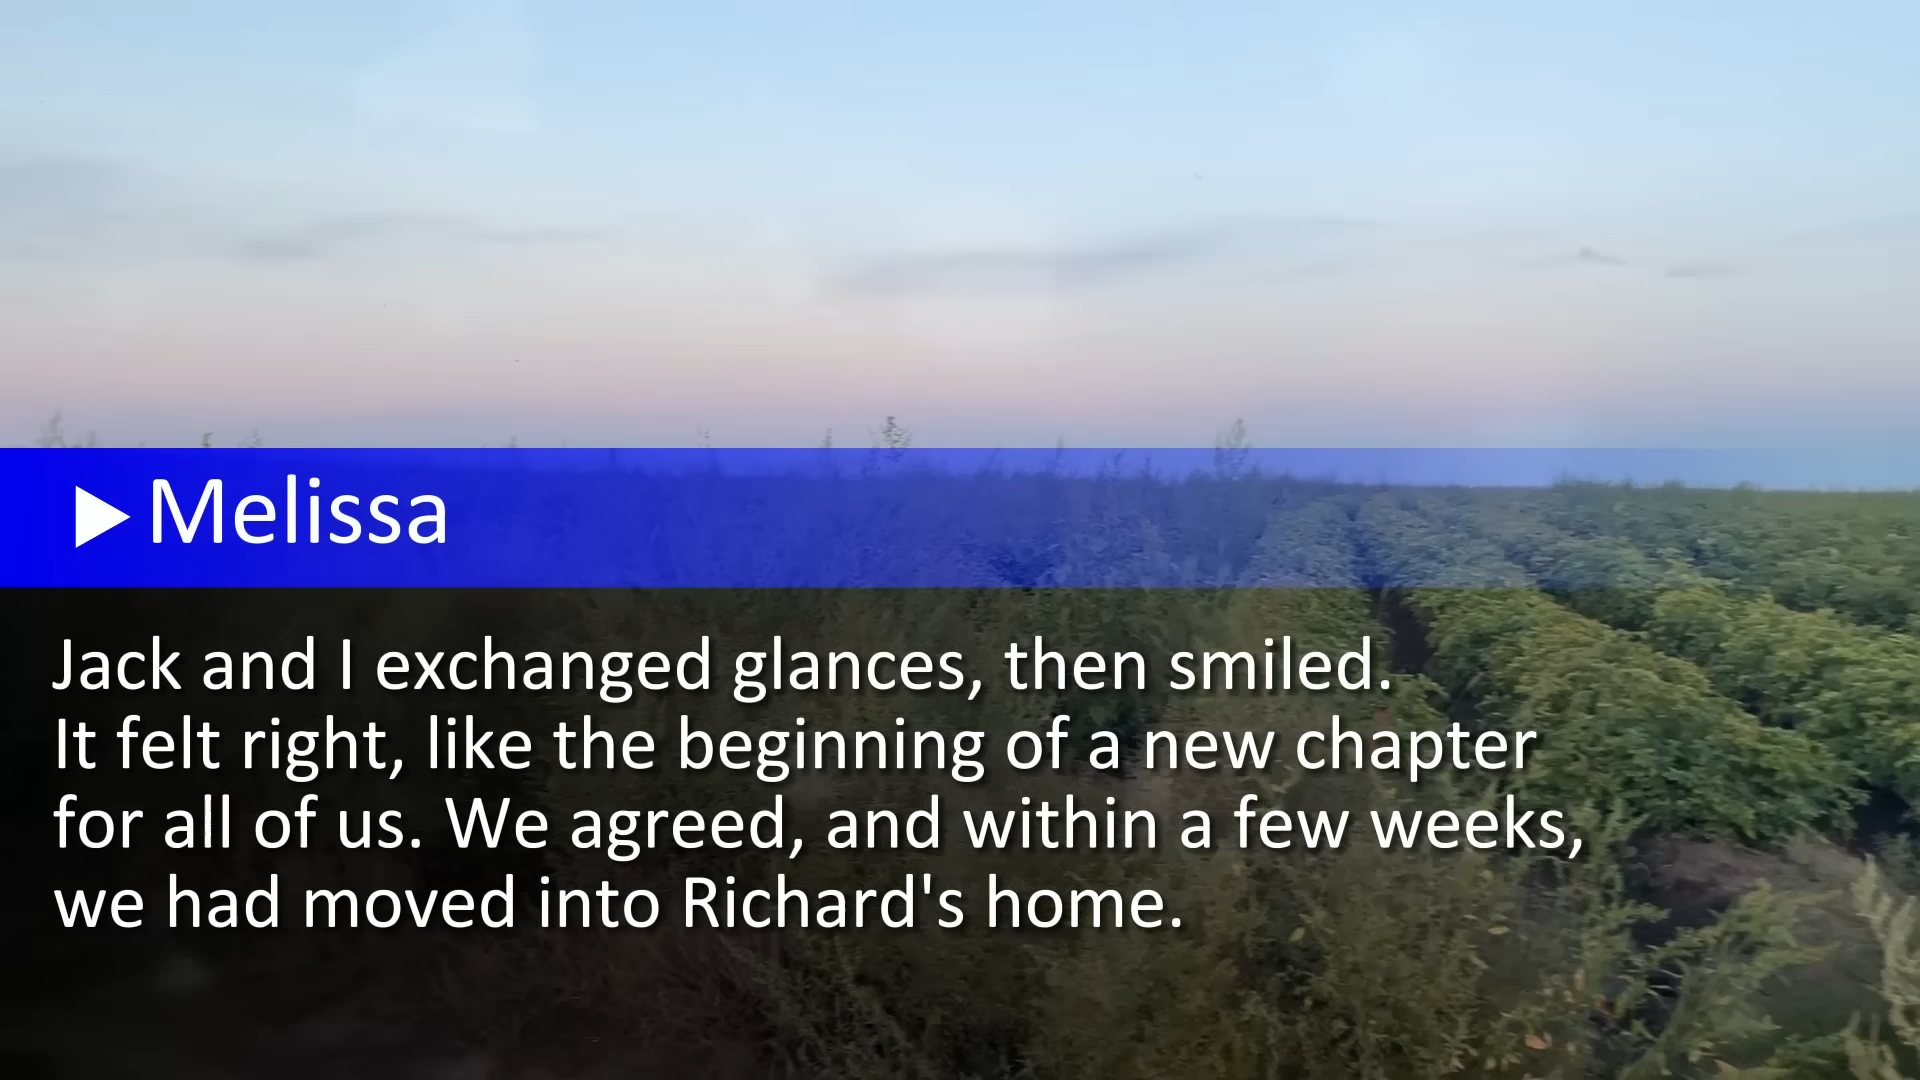 Melissa
Jack and I exchanged glances, then smiled.
It felt right, like the beginning of a new chapter
for all of us. We agreed, and within a few weeks,
we had moved into Richard's home.